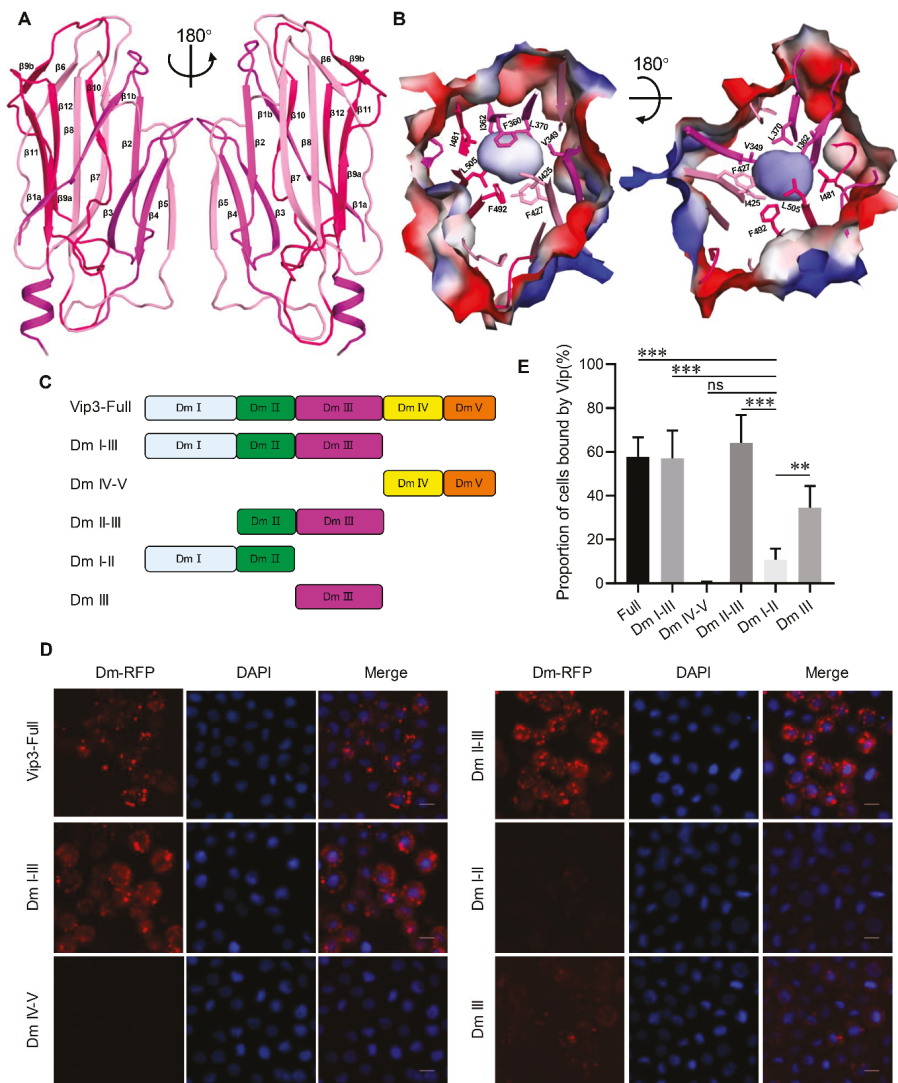 A
180°
β9b
β6
β10
β12
β1b
β8
β2
β11
β7
β1a
β9a
β3
β4
β5
β6
β9b
β1b
β10
β12
β11
β8
β2
β7
β9a
β1a
β5
β4
β3
B
180°
I481
I362
F360
L370
V349
L505
I425
F492
F427
L370
I362
V349
F427
I425
I481
L505
F492
C
Vip3-Full
Dm I
Dm II
Dm III
Dm IV
Dm V
Dm I-III
Dm I
Dm II
Dm III
Dm IV-V
Dm IV
Dm V
Dm II-III
Dm II
Dm III
Dm I-II
Dm I
Dm II
Dm III
Dm III
E
Proportion of cells bound by Vip(%)
100
80
60
40
20
0
***
***
ns
***
**
Full
Dm I-III
Dm IV-V
Dm II-III
Dm I-II
Dm III
D
Dm-RFP DAPI Merge
Vip3-Full
Dm I-III
Dm IV-V
Dm-RFP DAPI Merge
Dm II-III
Dm I-II
Dm III